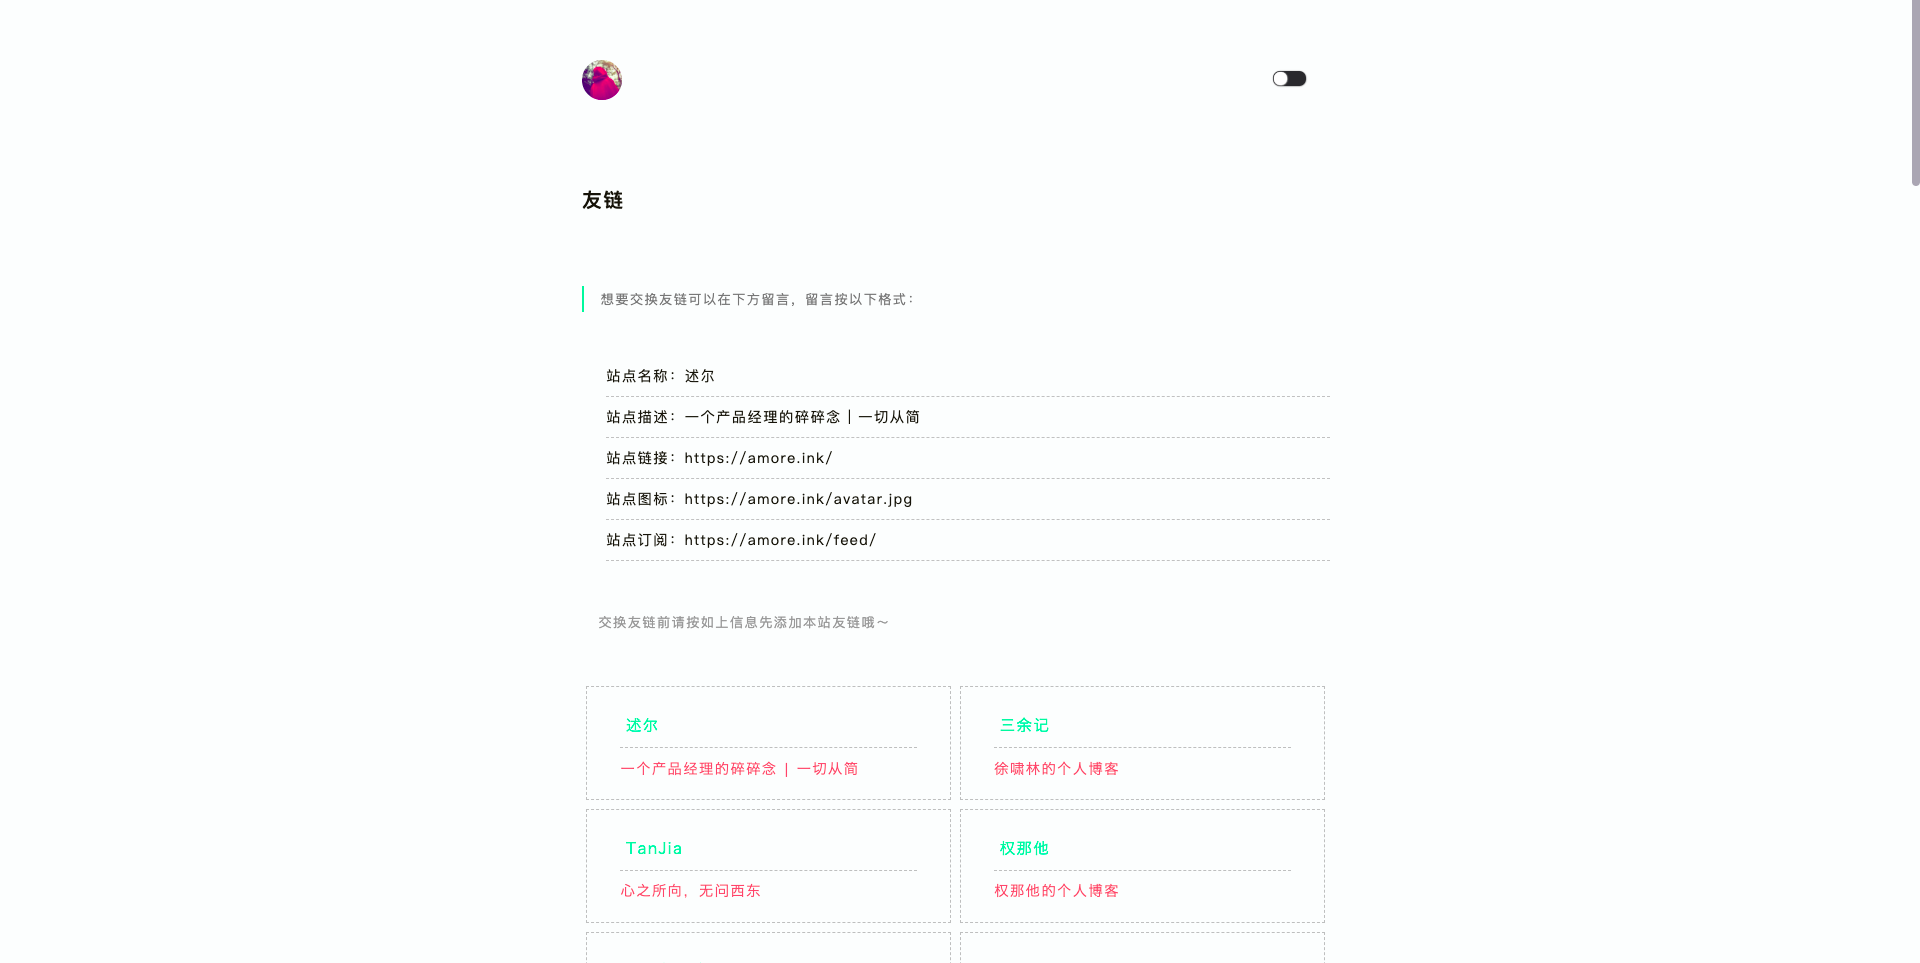 友链
想要交换友链可以在下方留言，留言按以下格式：
站点名称：述尔
站点描述：一个产品经理的碎碎念 | 一切从简
站点链接：https://amore.ink/
站点图标：https://amore.ink/avatar.jpg
站点订阅：https://amore.ink/feed/
交换友链前请按如上信息先添加本站友链哦～
述尔
一个产品经理的碎碎念 | 一切从简
三余记
徐啸林的个人博客
TanJia
心之所向，无问西东
权那他
权那他的个人博客